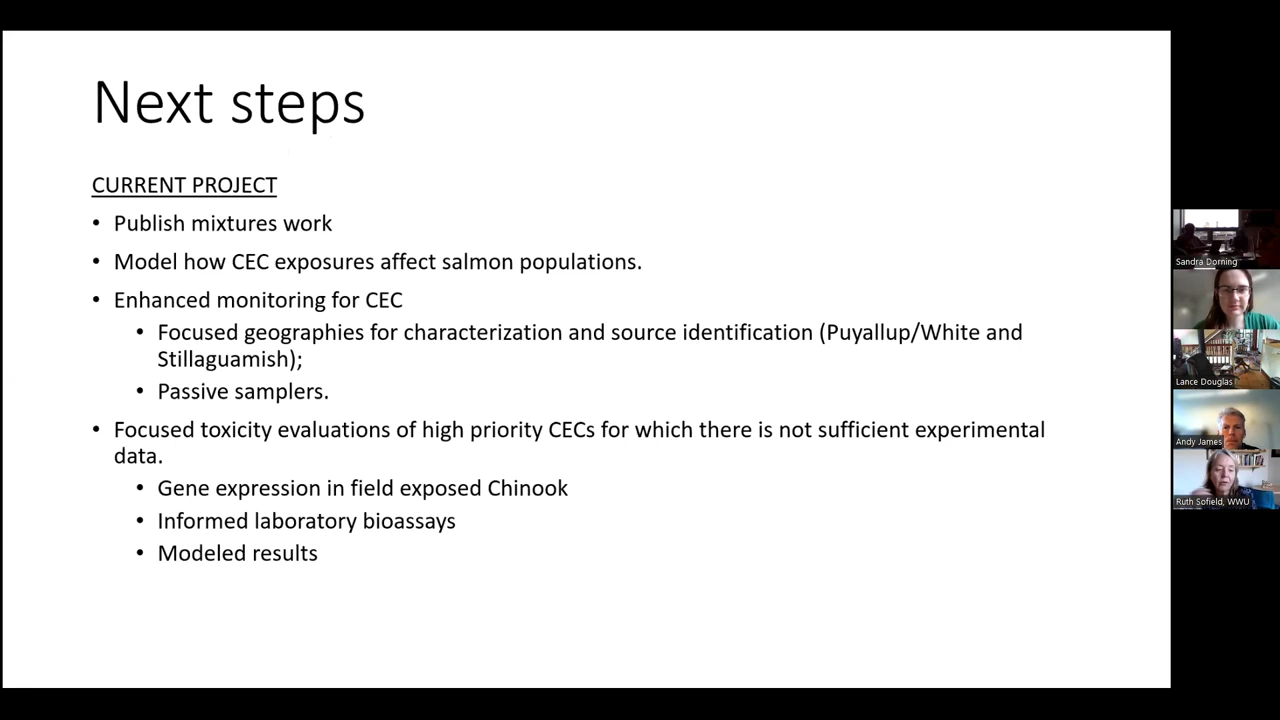 Next steps
CURRENT PROJECT
• Publish mixtures work
• Model how CEC exposures affect salmon populations.
• Enhanced monitoring for CEC
• Focused geographies for characterization and source identification (Puyallup/White and
Stillaguamish);
• Passive samplers.
• Focused toxicity evaluations of high priority CECs for which there is not sufficient experimental
data.
• Gene expression in field exposed Chinook
• Informed laboratory bioassays
• Modeled results
Sandra Dorning
Lance Douglas
Andy James
Ruth Sofield, WWU